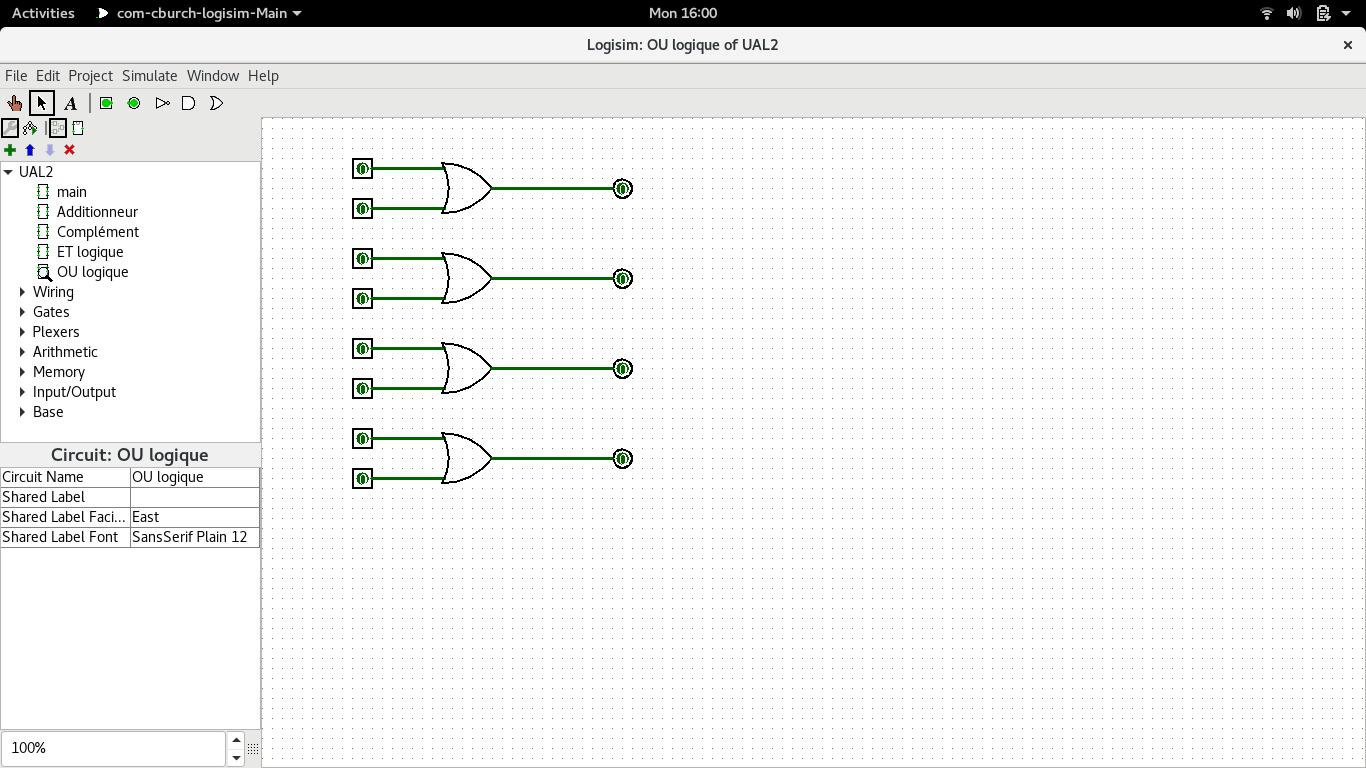 Activities com-cburch-logisim-Main Mon 16:00
Logisim: OU logique of UAL2 ×
File Edit Project Simulate Window Help
A
UAL2
main
Additionneur
Complément
ET logique
OU logique
Wiring
Gates
Plexers
Arithmetic
Memory
Input/Output
Base
Circuit: OU logique
Circuit Name OU logique
Shared Label
Shared Label Faci... East
Shared Label Font SansSerif Plain 12
100%
0
0
0
0
0
0
0
0
0
0
0
0